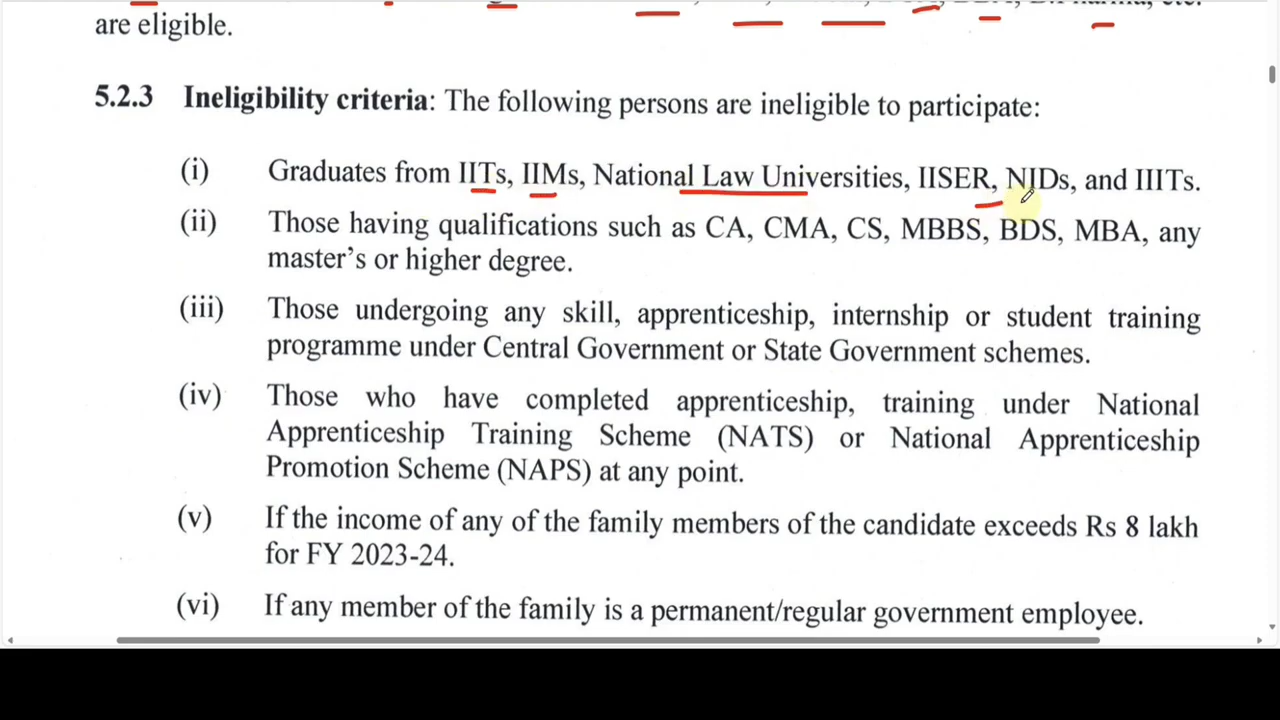 are eligible.
5.2.3 Ineligibility criteria: The following persons are ineligible to participate:
(i) Graduates from IITs, IIMs, National Law Universities, IISER, NIDs, and IIITs.
(ii) Those having qualifications such as CA, CMA, CS, MBBS, BDS, MBA, any
master's or higher degree.
(iii) Those undergoing any skill, apprenticeship, internship or student training
programme under Central Government or State Government schemes.
(iv) Those who have completed apprenticeship, training under National
Apprenticeship Training Scheme (NATS) or National Apprenticeship
Promotion Scheme (NAPS) at any point.
(v) If the income of any of the family members of the candidate exceeds Rs 8 lakh
for FY 2023-24.
(vi) If any member of the family is a permanent/regular government employee.